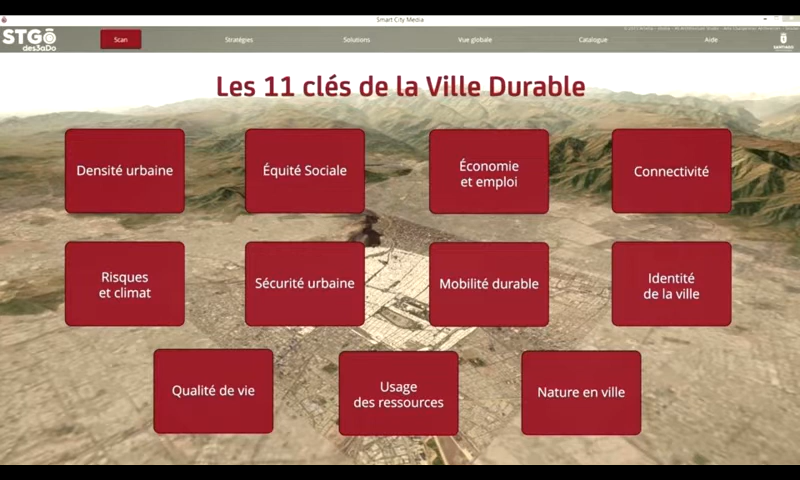 Smart City Media
STGO
des3aDo
Scan
Stratégies
Solutions
Vue globale
Catalogue
Aide
SANTIAGO
Les 11 clés de la Ville Durable
Densité urbaine
Équité Sociale
Économie
et emploi
Connectivité
Risques
et climat
Sécurité urbaine
Mobilité durable
Identité
de la ville
Qualité de vie
Usage
des ressources
Nature en ville